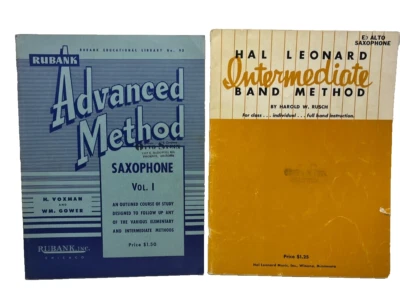 RUBANK EDUCATIONAL LIBRARY No.
RUBANK
Advanced
Method
SAXOPHONE
VOL. I
H. VOXMAN
AND
WM. GOWER
AN OUTLINED COURSE OF STUDY
DESIGNED TO FOLLOW UP ANY
OF THE VARIOUS ELEMENTARY
AND INTERMEDIATE METHODS
RUBANK, INC.
CHICAGO
Price $1.50
Eb ALTO
SAXOPHONE
HAL LEONARD
Intermediate
BAND METHOD
BY HAROLD W. RUSCH
For class . . . individual . . . full band instruction.
Price $1.50
Hal Leonard Music, Inc., Winona, Minnesota